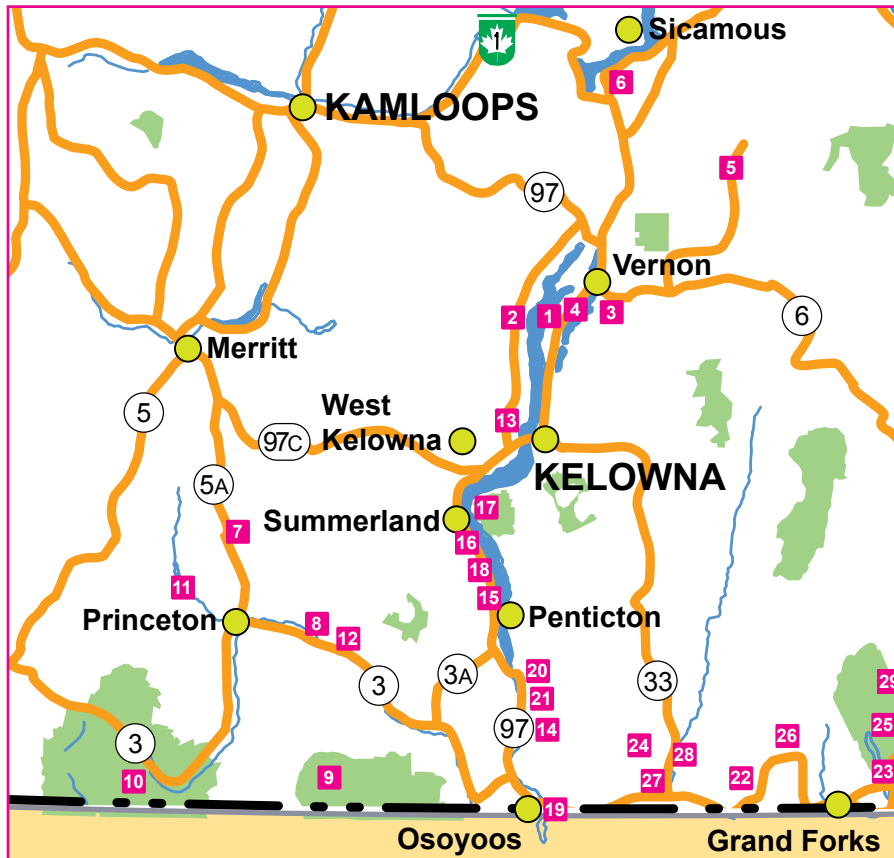 1
Sicamous
6
KAMLOOPS
5
97
Vernon
2
1
4
3
6
Merritt
5
97C
West
Kelowna
13
KELOWNA
5A
7
Summerland
17
16
18
11
15
Princeton
8
12
Penticton
3A
3
20
21
14
97
33
29
25
24
28
26
3
10
9
27
22
23
19
Osoyoos
Grand Forks